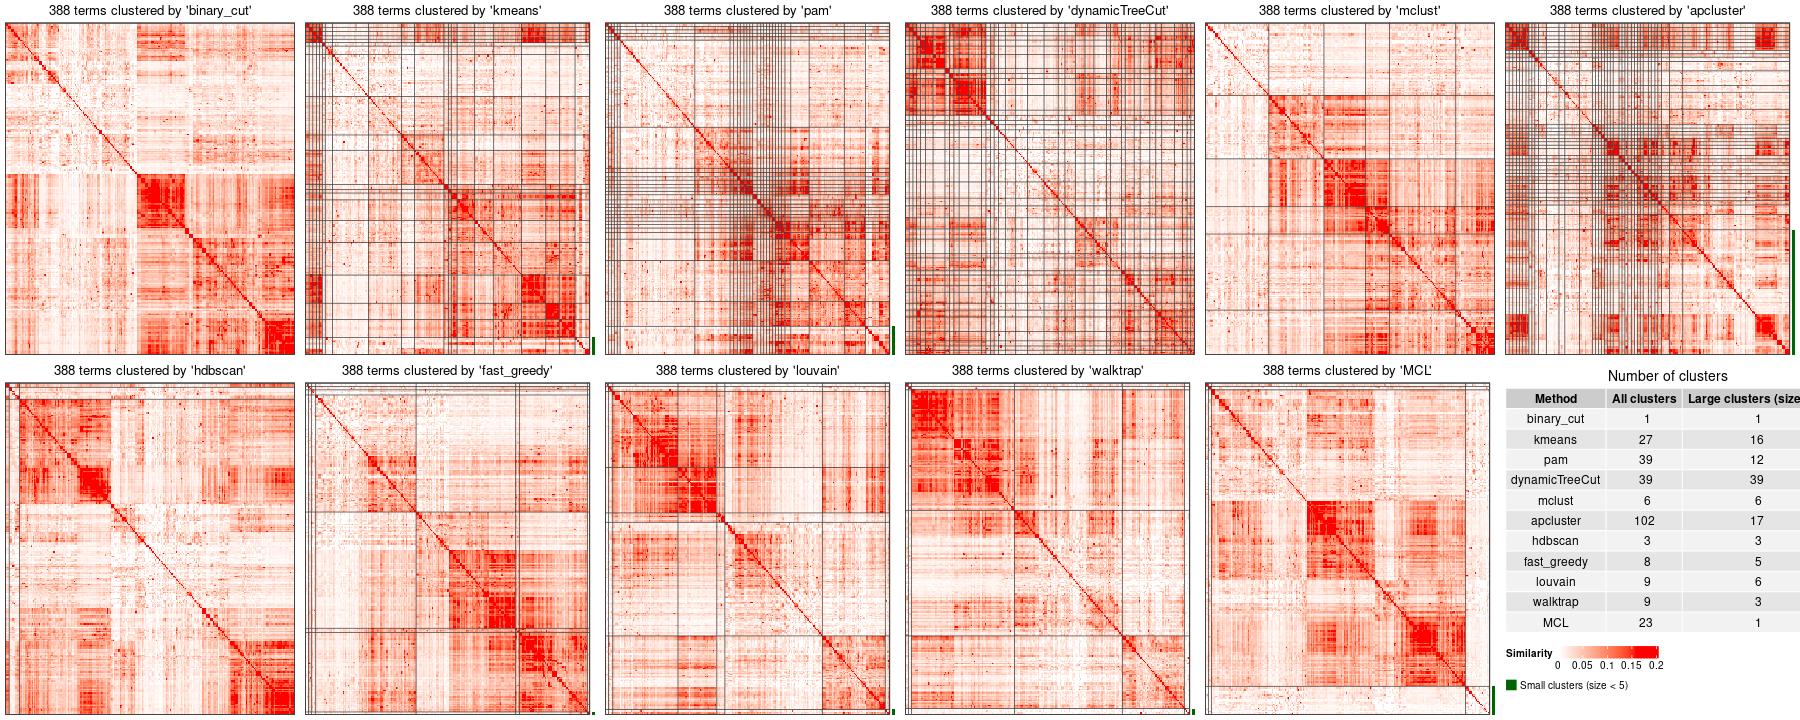 388 terms clustered by 'binary_cut'
388 terms clustered by 'kmeans'
388 terms clustered by 'pam'
388 terms clustered by 'dynamicTreeCut'
388 terms clustered by 'mclust'
388 terms clustered by 'apcluster'
388 terms clustered by 'hdbscan'
388 terms clustered by 'fast_greedy'
388 terms clustered by 'louvain'
388 terms clustered by 'walktrap'
388 terms clustered by 'MCL'
Number of clusters
Method All clusters Large clusters (size
binary_cut 1 1
kmeans 27 16
pam 39 12
dynamicTreeCut 39 39
mclust 6 6
apcluster 102 17
hdbscan 3 3
fast_greedy 8 5
louvain 9 6
walktrap 9 3
MCL 23 1
Similarity
0 0.05 0.1 0.15 0.2
Small clusters (size < 5)